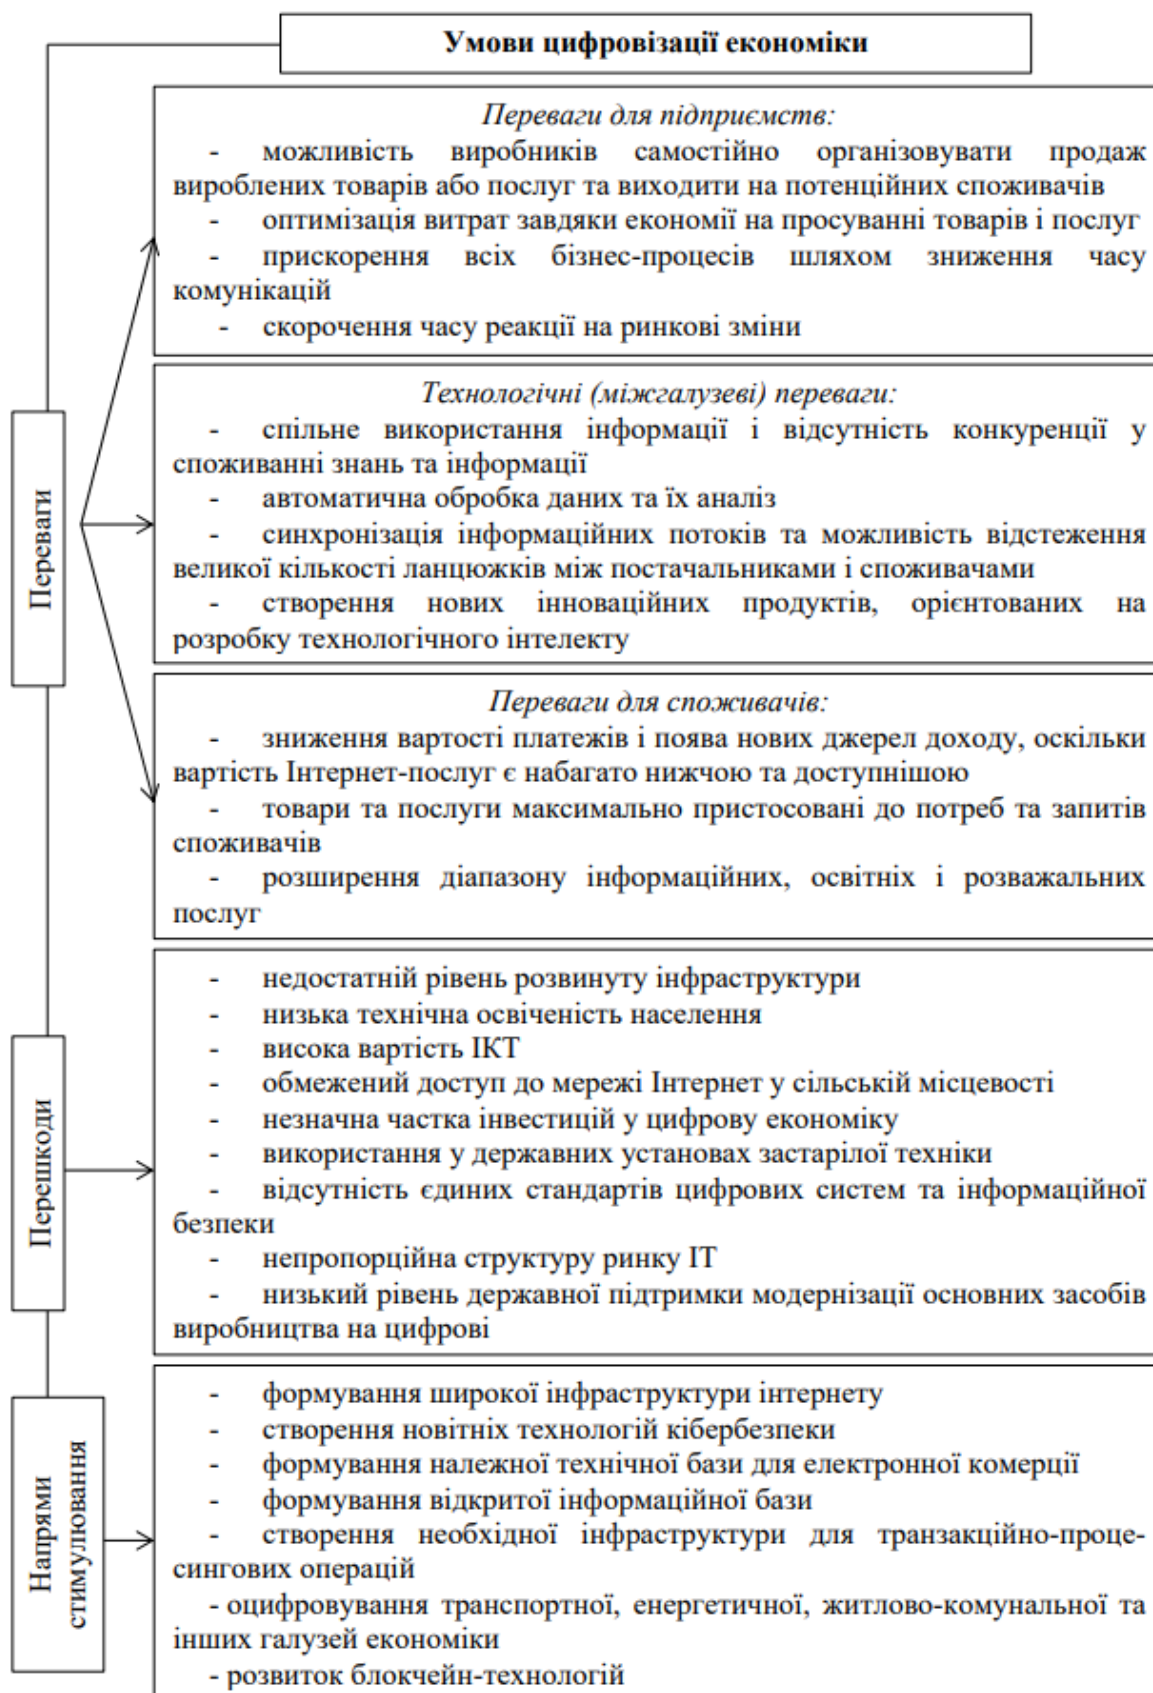 Умови цифровізації економіки
Переваги для підприємств:
- можливість виробників самостійно організовувати продаж
вироблених товарів або послуг та виходити на потенційних споживачів
- оптимізація витрат завдяки економії на просуванні товарів і послуг
- прискорення всіх бізнес-процесів шляхом зниження часу
комунікацій
- скорочення часу реакції на ринкові зміни
Переваги
Технологічні (міжгалузеві) переваги:
- спільне використання інформації і відсутність конкуренції у
споживанні знань та інформації
- автоматична обробка даних та їх аналіз
- синхронізація інформаційних потоків та можливість відстеження
великої кількості ланцюжків між постачальниками і споживачами
- створення нових інноваційних продуктів, орієнтованих на
розробку технологічного інтелекту
Переваги для споживачів:
- зниження вартості платежів і поява нових джерел доходу, оскільки
вартість Інтернет-послуг є набагато нижчою та доступнішою
- товари та послуги максимально пристосовані до потреб та запитів
споживачів
- розширення діапазону інформаційних, освітніх і розважальних
послуг
Перешкоди
- недостатній рівень розвинуту інфраструктури
- низька технічна освіченість населення
- висока вартість ІКТ
- обмежений доступ до мережі Інтернет у сільській місцевості
- незначна частка інвестицій у цифрову економіку
- використання у державних установах застарілої техніки
- відсутність єдиних стандартів цифрових систем та інформаційної
безпеки
- непропорційна структуру ринку ІТ
- низький рівень державної підтримки модернізації основних засобів
виробництва на цифрові
Напрями
стимулювання
- формування широкої інфраструктури інтернету
- створення новітніх технологій кібербезпеки
- формування належної технічної бази для електронної комерції
- формування відкритої інформаційної бази
- створення необхідної інфраструктури для транзакційно-проце-
сингових операцій
- оцифровування транспортної, енергетичної, житлово-комунальної та
інших галузей економіки
- розвиток блокчейн-технологій